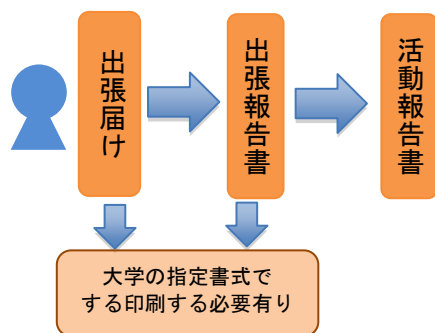 出張届け
出張報告書
活動報告書
大学の指定書式で
する印刷する必要有り